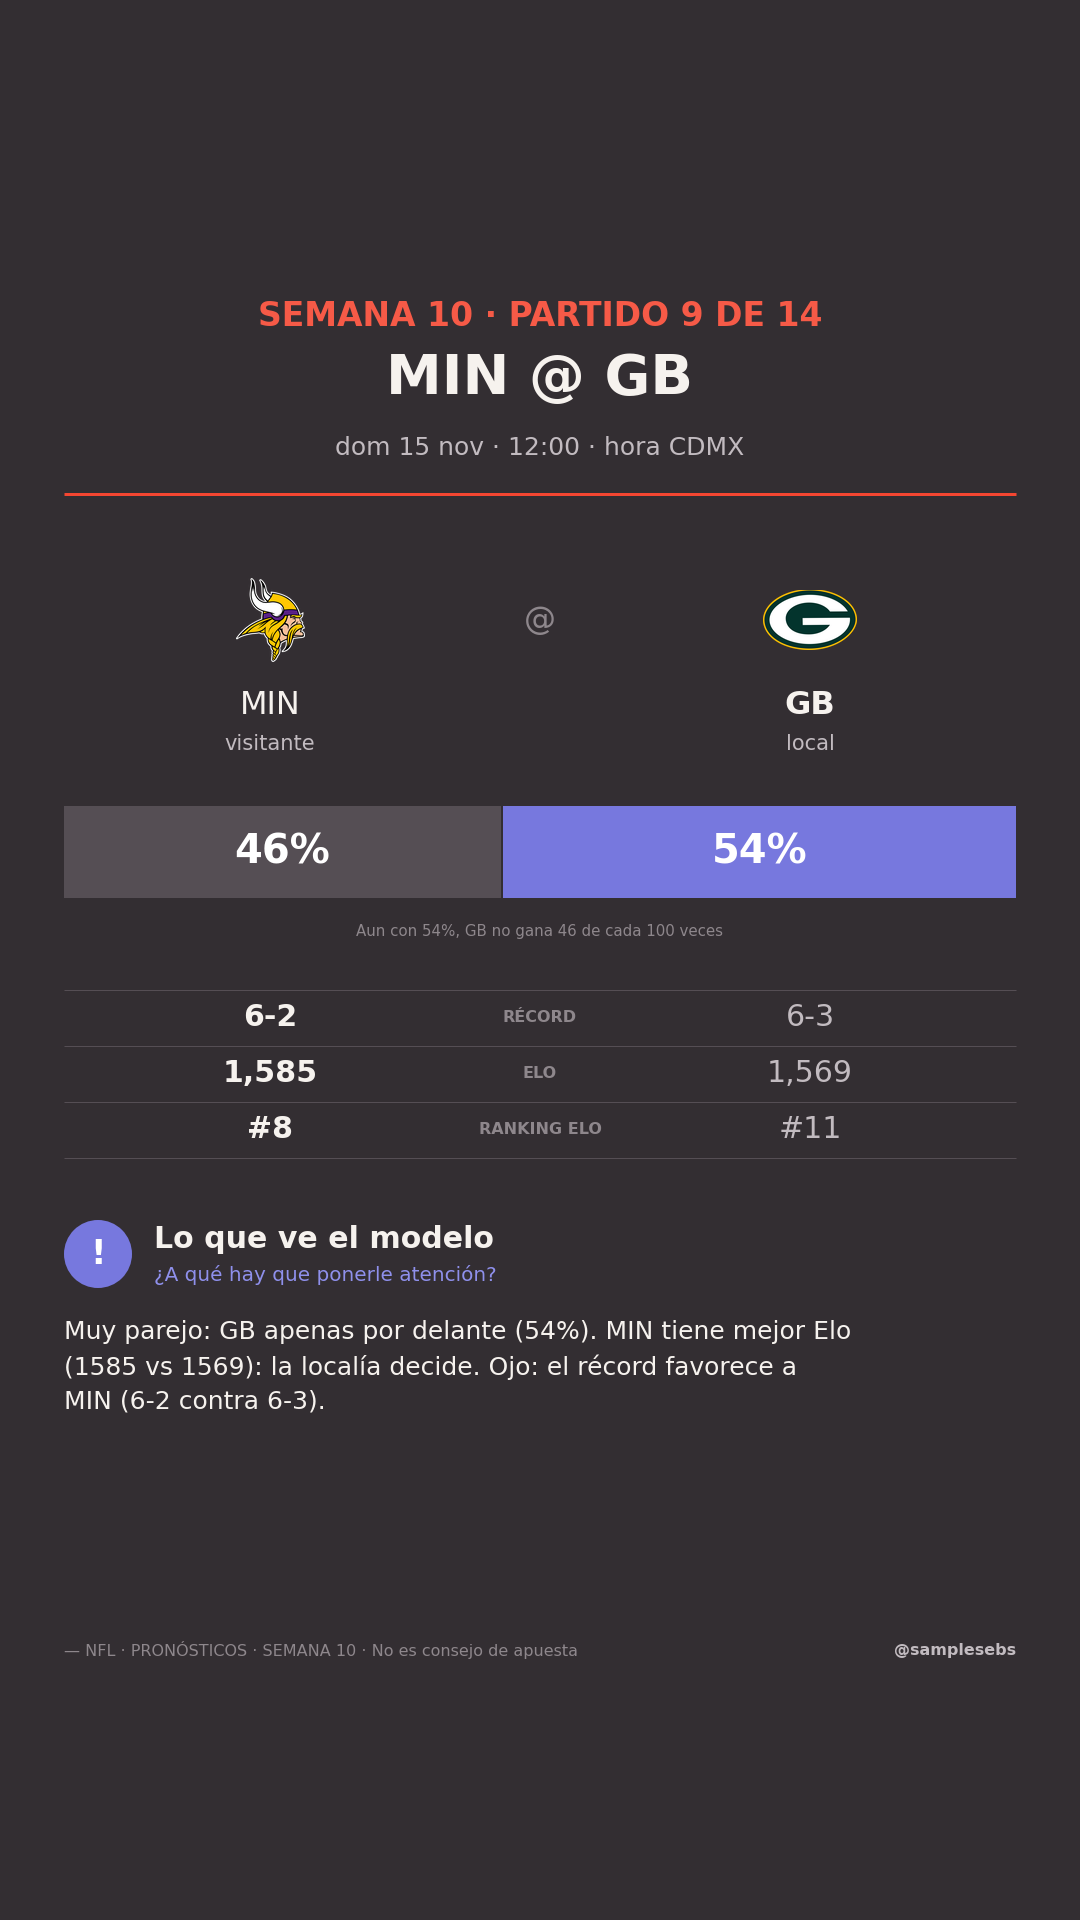 SEMANA 10 · PARTIDO 9 DE 14
MIN @ GB
dom 15 nov · 12:00 · hora CDMX
@
MIN
GB
visitante
local
46%
54%
Aun con 54%, GB no gana 46 de cada 100 veces
6-2 RÉCORD 6-3
1,585 ELO 1,569
#8 RANKING ELO #11
!
Lo que ve el modelo
¿A qué hay que ponerle atención?
Muy parejo: GB apenas por delante (54%). MIN tiene mejor Elo
(1585 vs 1569): la localía decide. Ojo: el récord favorece a
MIN (6-2 contra 6-3).
— NFL · PRONÓSTICOS · SEMANA 10 · No es consejo de apuesta
@samplesebs